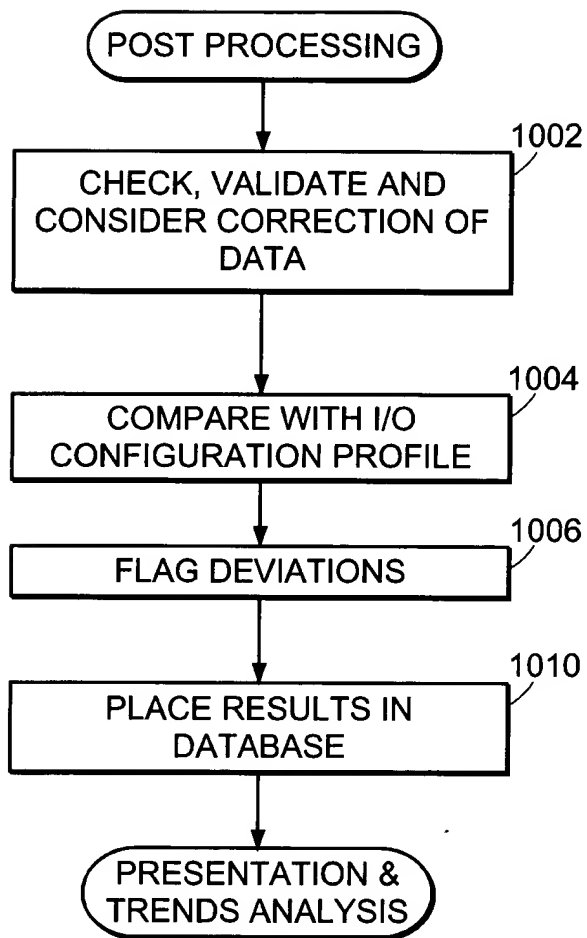 POST PROCESSING
1002
CHECK, VALIDATE AND
CONSIDER CORRECTION OF
DATA
1004
COMPARE WITH I/O
CONFIGURATION PROFILE
1006
FLAG DEVIATIONS
1010
PLACE RESULTS IN
DATABASE
PRESENTATION &
TRENDS ANALYSIS